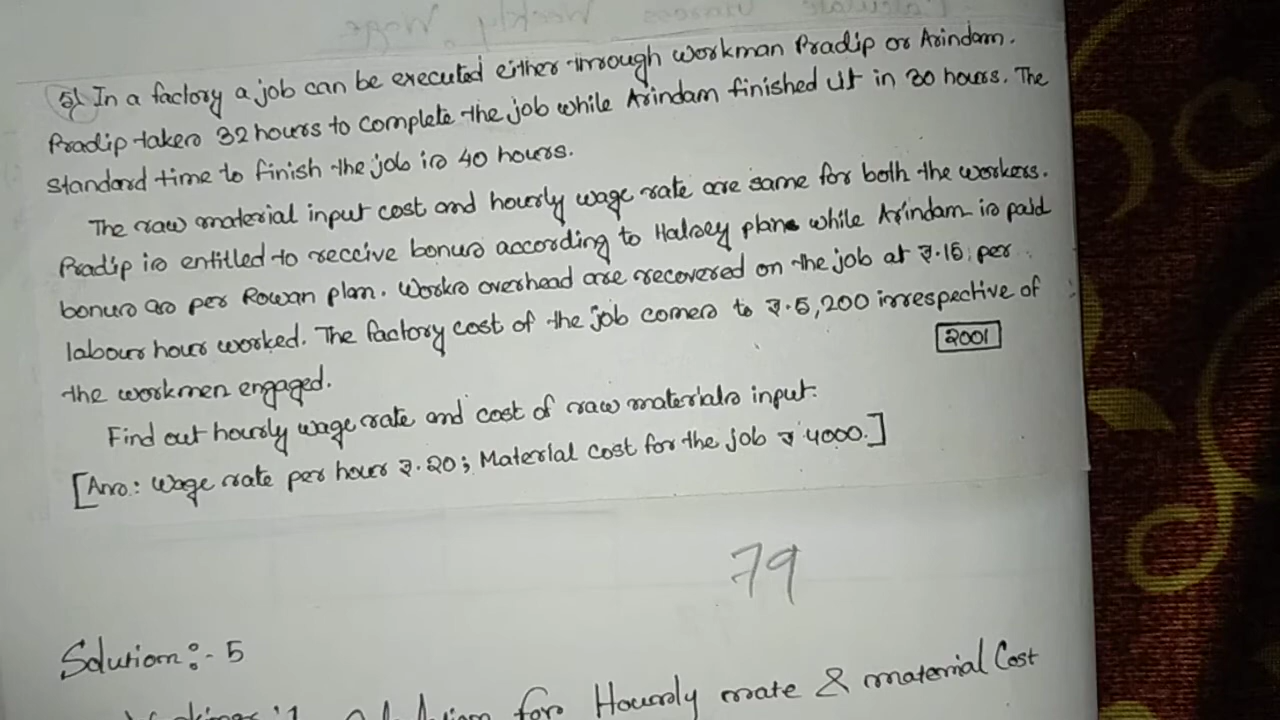 5) In a factory a job can be executed either through workman Pradip or Arindam.
Pradip takes 32 hours to complete the job while Arindam finished it in 30 hours. The
standard time to finish the job is 40 hours.
The raw material input cost and hourly wage rate are same for both the workers.
Pradip is entitled to receive bonus according to Halsey plan while Arindam is paid
bonus as per Rowan plan. Works overhead are recovered on the job at ₹.15 per
labour hour worked. The factory cost of the job comes to ₹.5,200 irrespective of
the workmen engaged.
2001
Find out hourly wage rate and cost of raw materials input.
[Ans: Wage rate per hour ₹.20; Material cost for the job ₹ 4000.]
79
Solution:- 5
for Hourly rate & material Cost